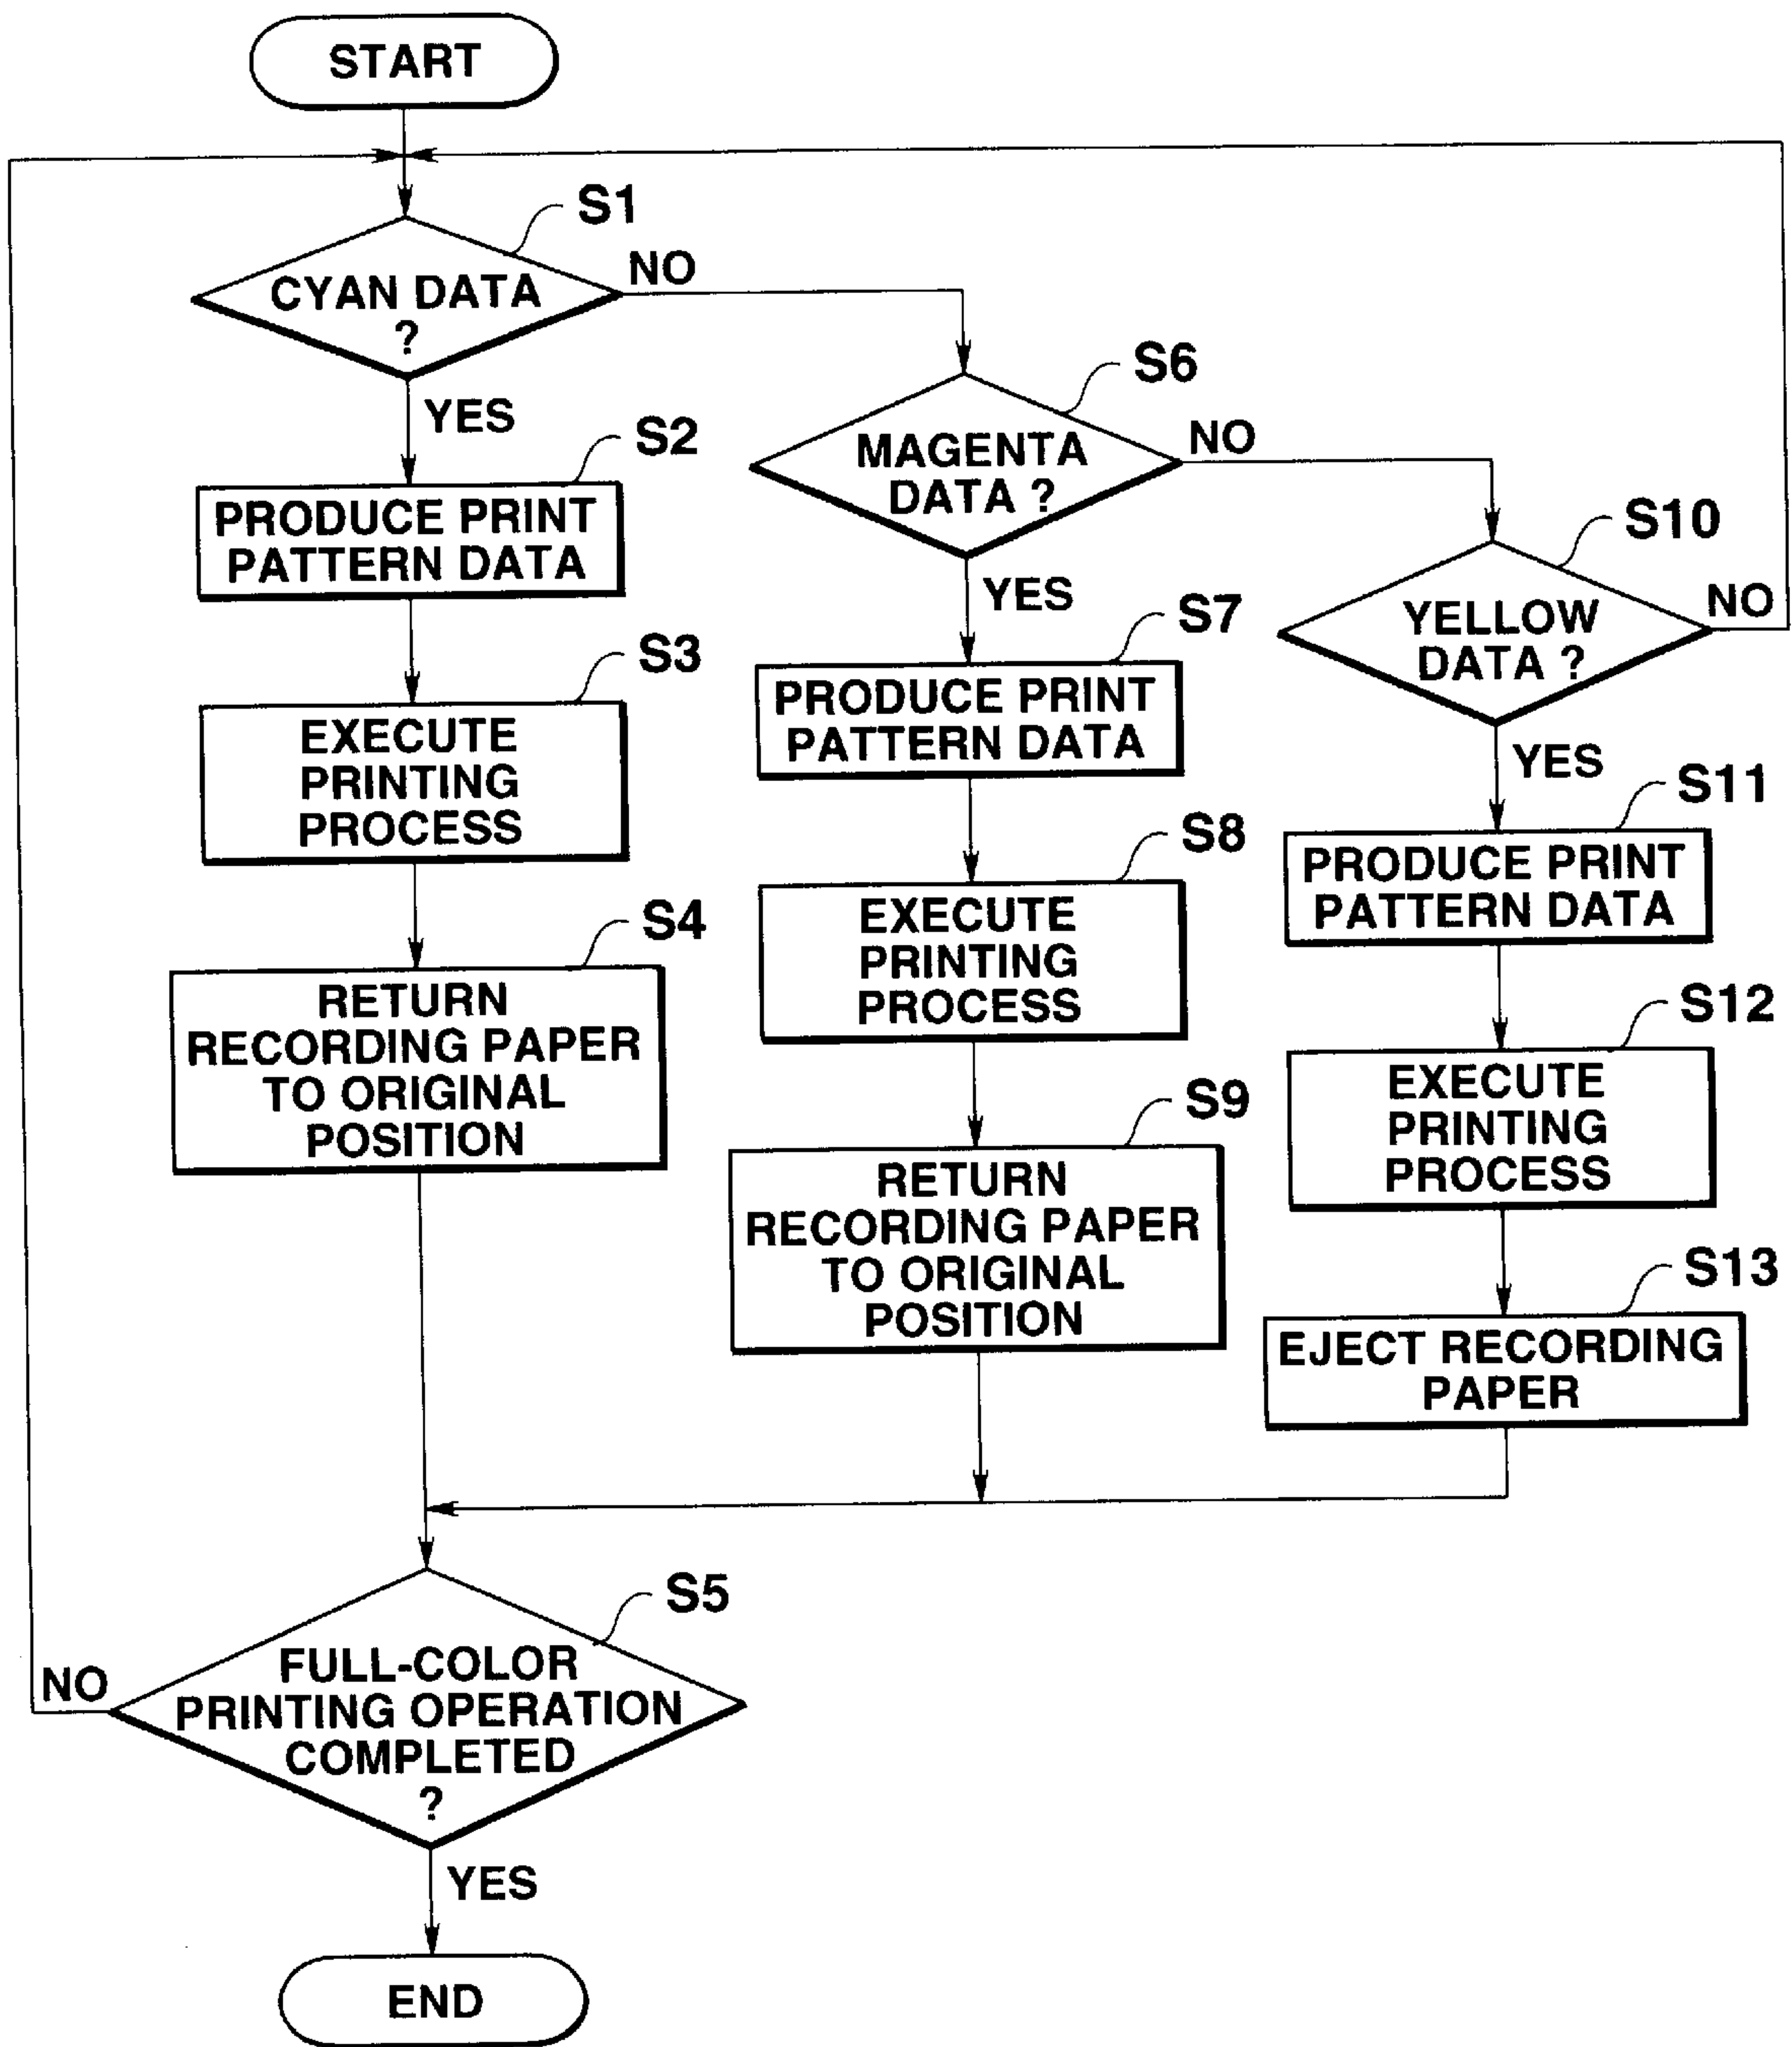 START
S1
CYAN DATA
?
NO
YES
S2
PRODUCE PRINT
PATTERN DATA
S3
EXECUTE
PRINTING
PROCESS
S4
RETURN
RECORDING PAPER
TO ORIGINAL
POSITION
S6
MAGENTA
DATA ?
NO
YES
S7
PRODUCE PRINT
PATTERN DATA
S8
EXECUTE
PRINTING
PROCESS
S9
RETURN
RECORDING PAPER
TO ORIGINAL
POSITION
S10
YELLOW
DATA ?
NO
YES
S11
PRODUCE PRINT
PATTERN DATA
S12
EXECUTE
PRINTING
PROCESS
S13
EJECT RECORDING
PAPER
S5
FULL-COLOR
PRINTING OPERATION
COMPLETED
?
NO
YES
END